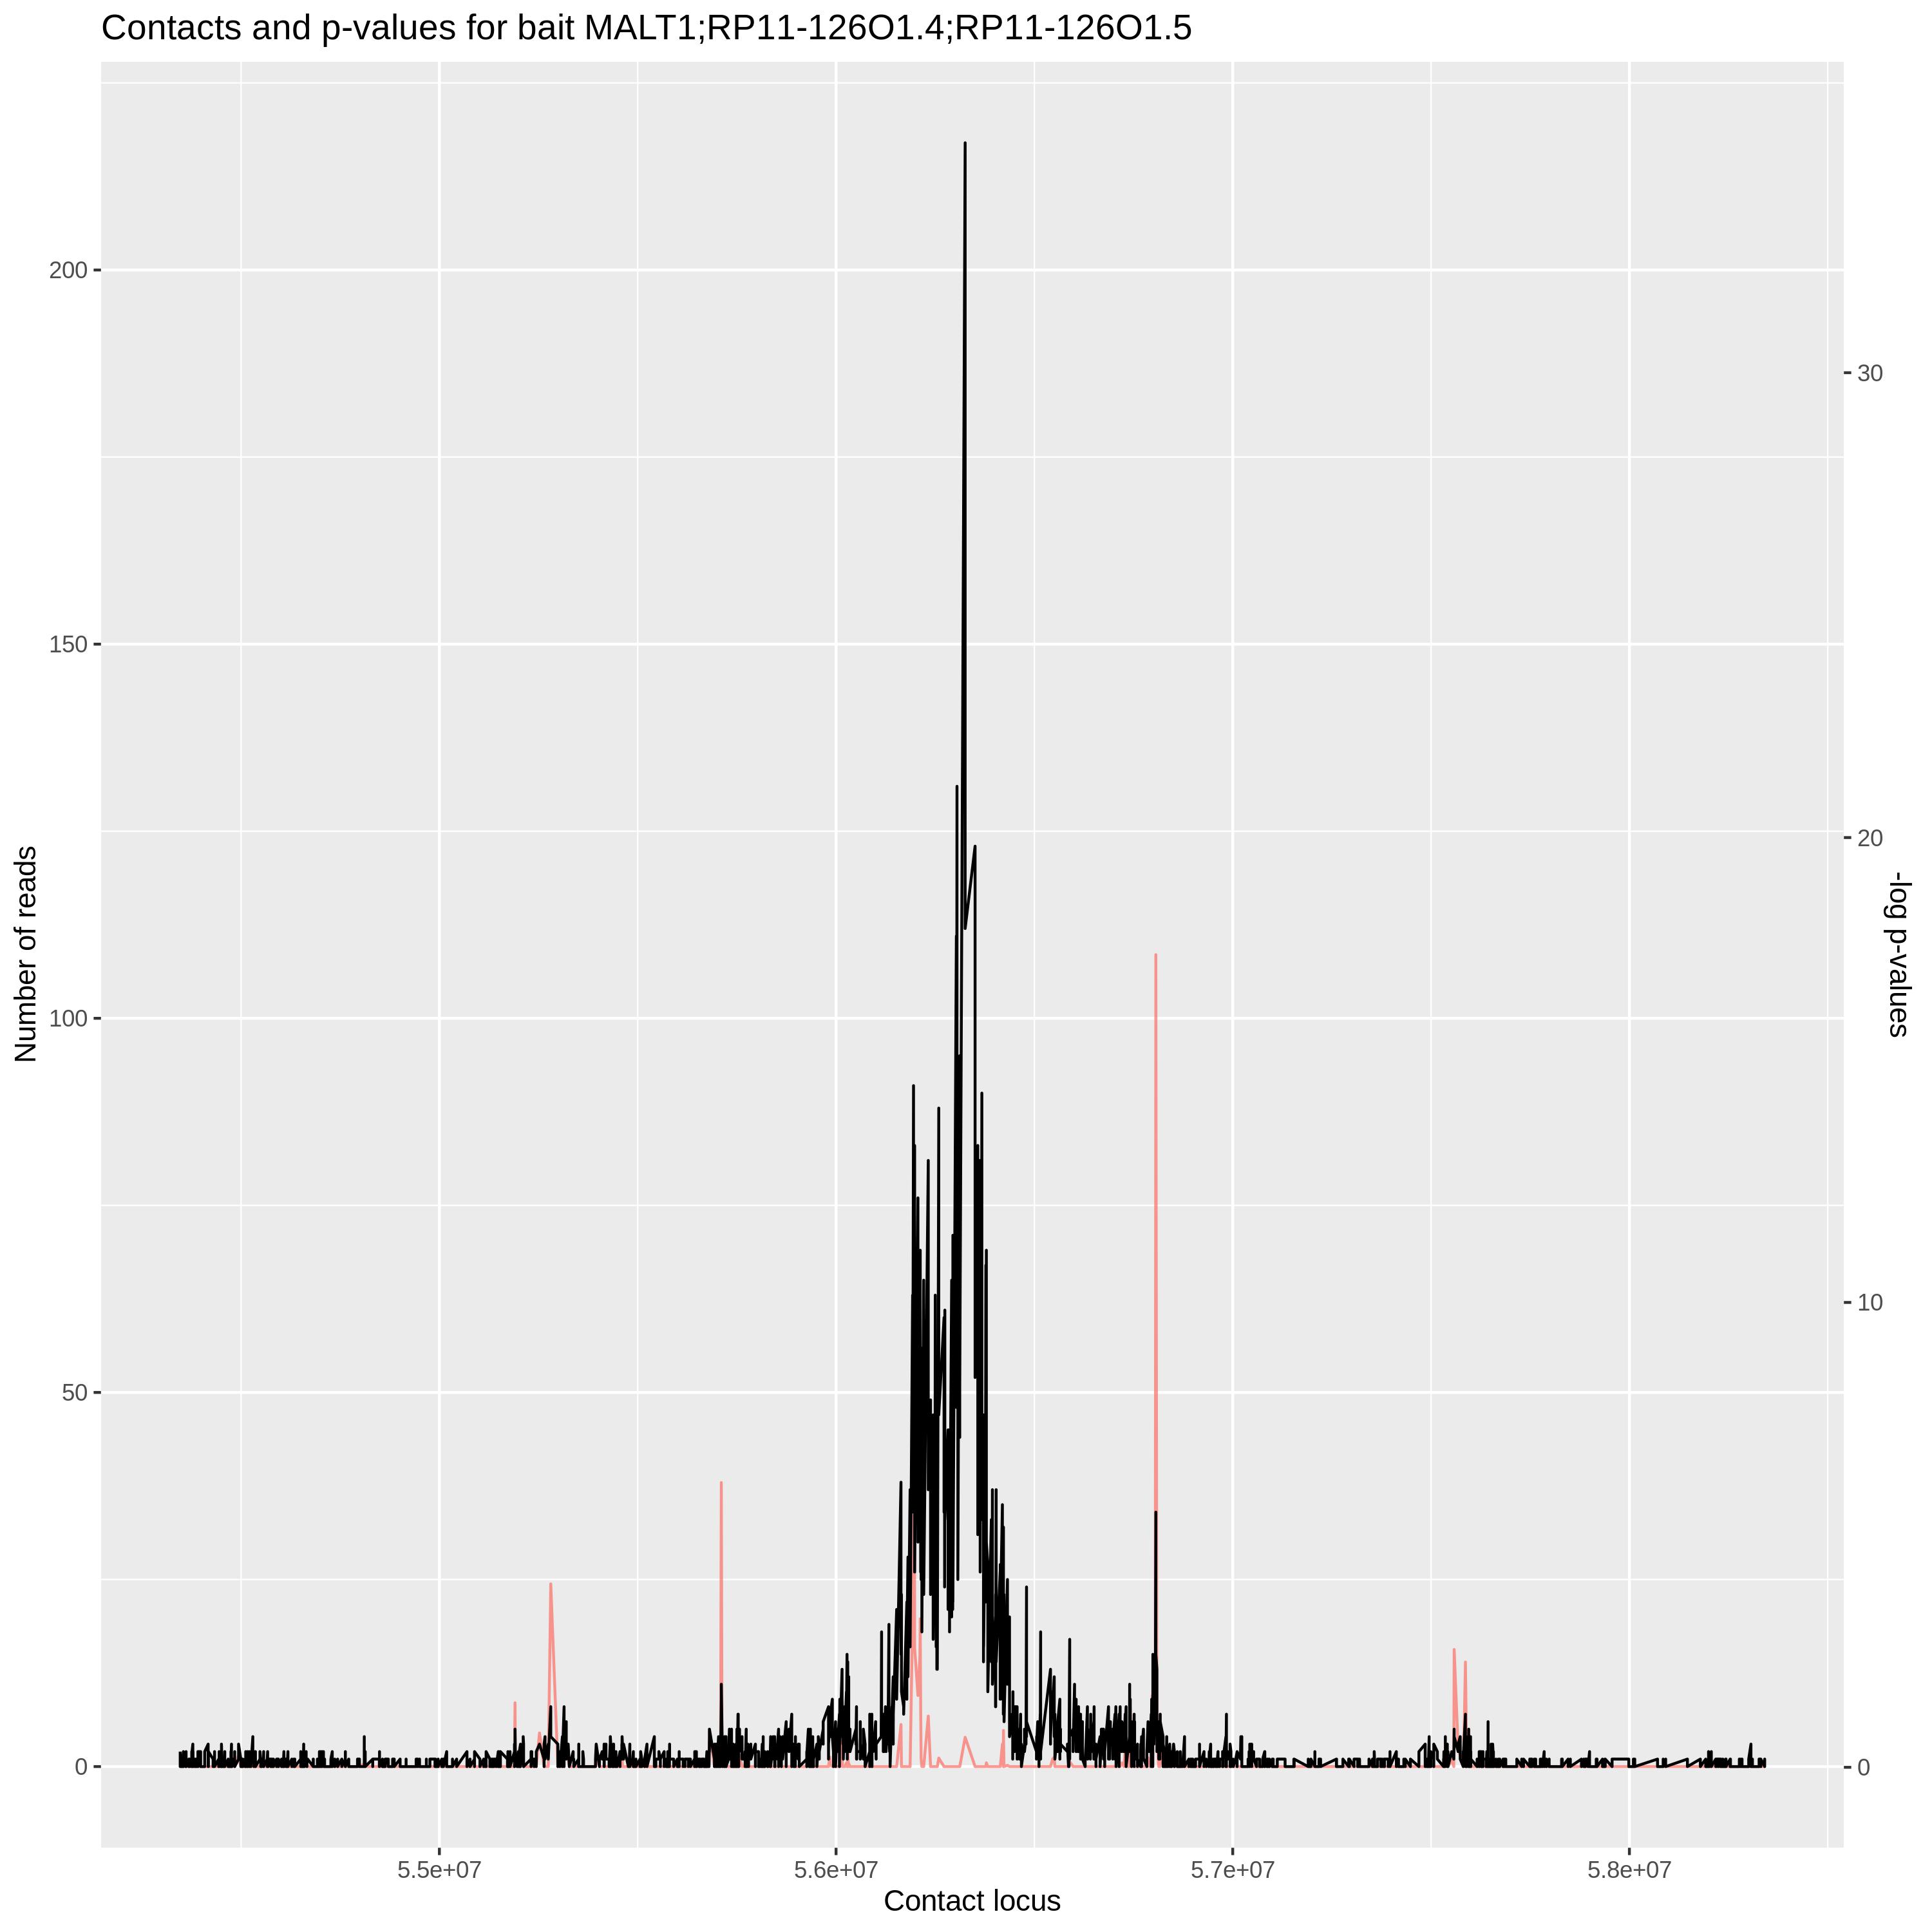 Contacts and p-values for bait MALT1;RP11-126O1.4;RP11-126O1.5
200
150
100
50
0
Number of reads
30
20
10
0
-log p-values
5.5e+07 5.6e+07 5.7e+07 5.8e+07
Contact locus